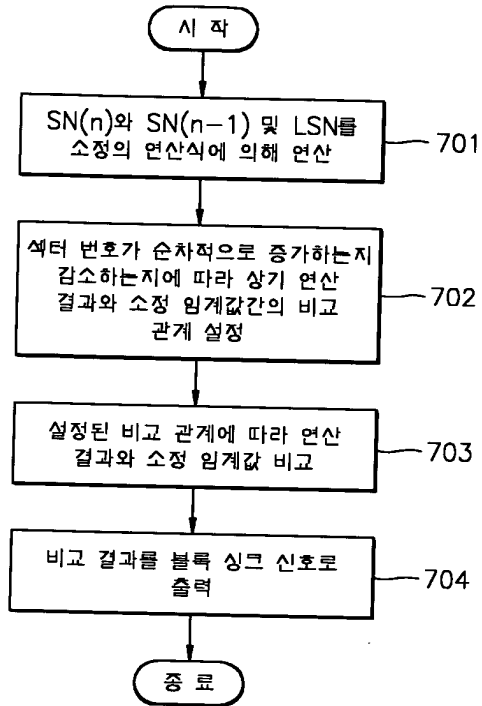 시 작
SN(n)와 SN(n-1) 및 LSN를
소정의 연산식에 의해 연산
701
섹터 번호가 순차적으로 증가하는지
감소하는지에 따라 상기 연산
결과와 소정 임계값간의 비교
관계 설정
702
설정된 비교 관계에 따라 연산
결과와 소정 임계값 비교
703
비교 결과를 블록 싱크 신호로
출력
704
종 료